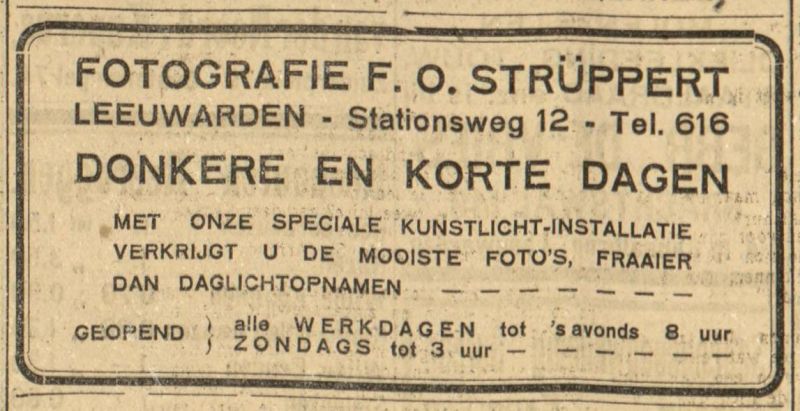 FOTOGRAFIE F. O. STRÜPPERT
LEEUWARDEN - Stationsweg 12 - Tel. 616
DONKERE EN KORTE DAGEN
MET ONZE SPECIALE KUNSTLICHT-INSTALLATIE
VERKRIJGT U DE MOOISTE FOTO'S, FRAAIER
DAN DAGLICHTOPNAMEN — — — — — — —
GEOPEND ) alle WERKDAGEN tot 's avonds 8 uur
) ZONDAGS tot 3 uur — — — — — —